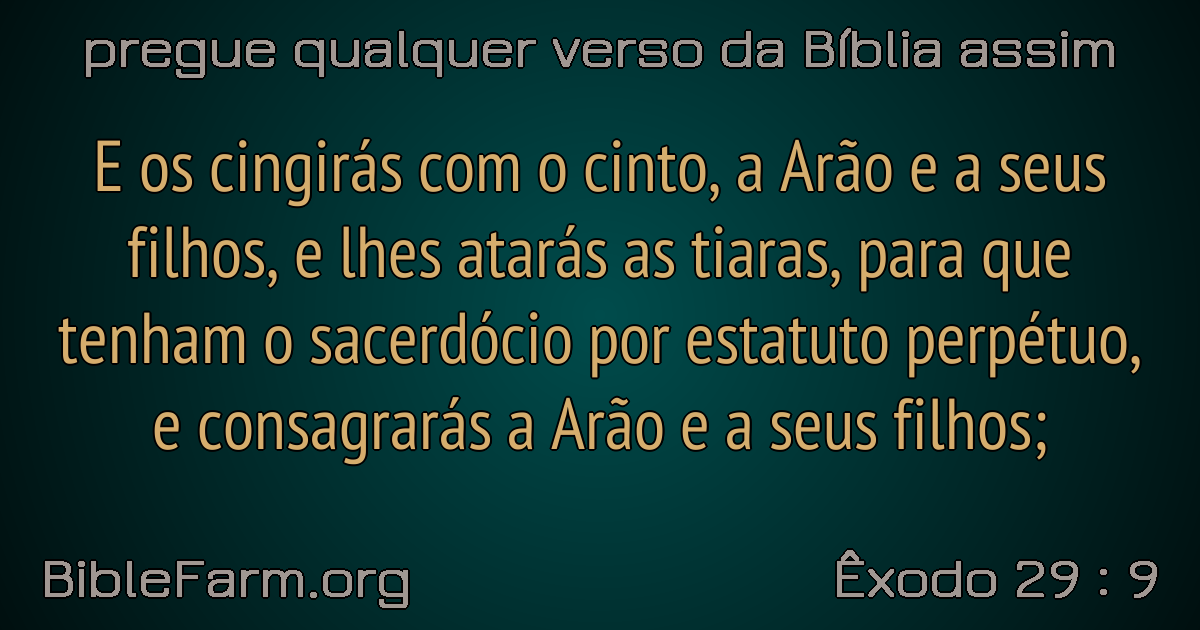 pregue qualquer verso da Bíblia assim
E os cingirás com o cinto, a Arão e a seus
filhos, e lhes atarás as tiaras, para que
tenham o sacerdócio por estatuto perpétuo,
e consagrarás a Arão e a seus filhos;
BibleFarm.org
Êxodo 29 : 9